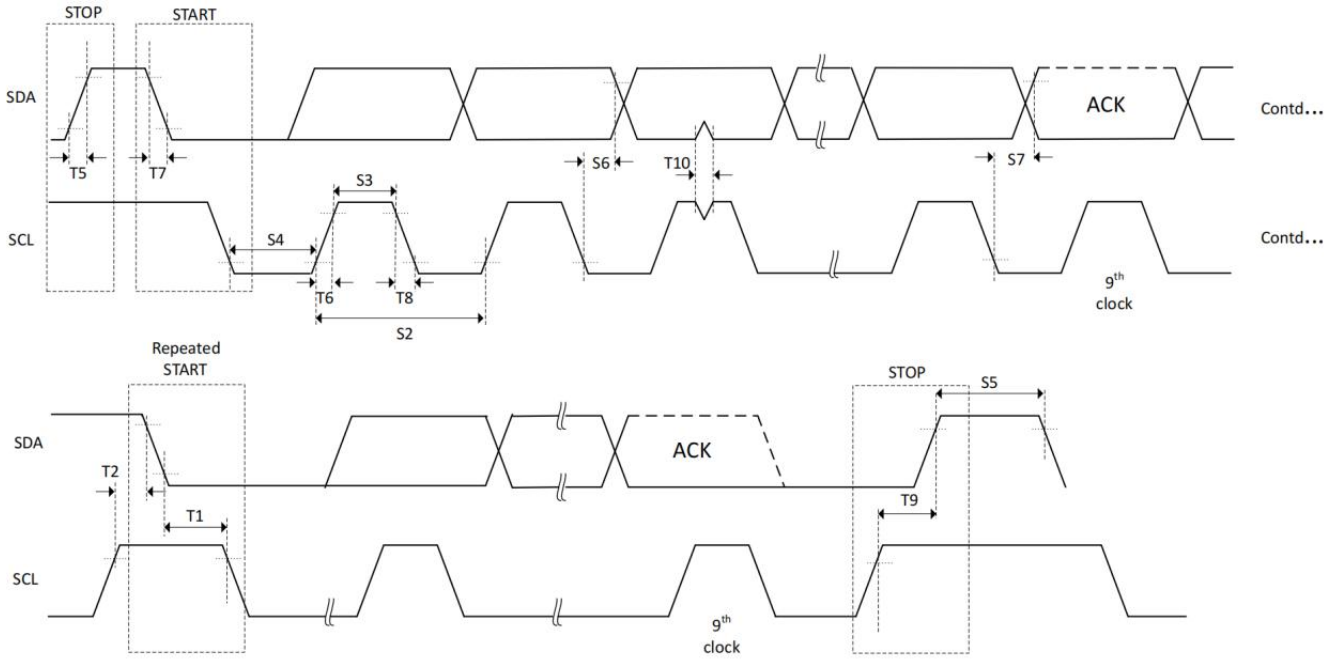 STOP
START
SDA
ACK
Contd...
T5
T7
S3
S6
T10
S7
SCL
S4
Contd...
T6
T8
9th
clock
S2
Repeated
START
STOP
S5
SDA
ACK
T2
T9
T1
SCL
9th
clock